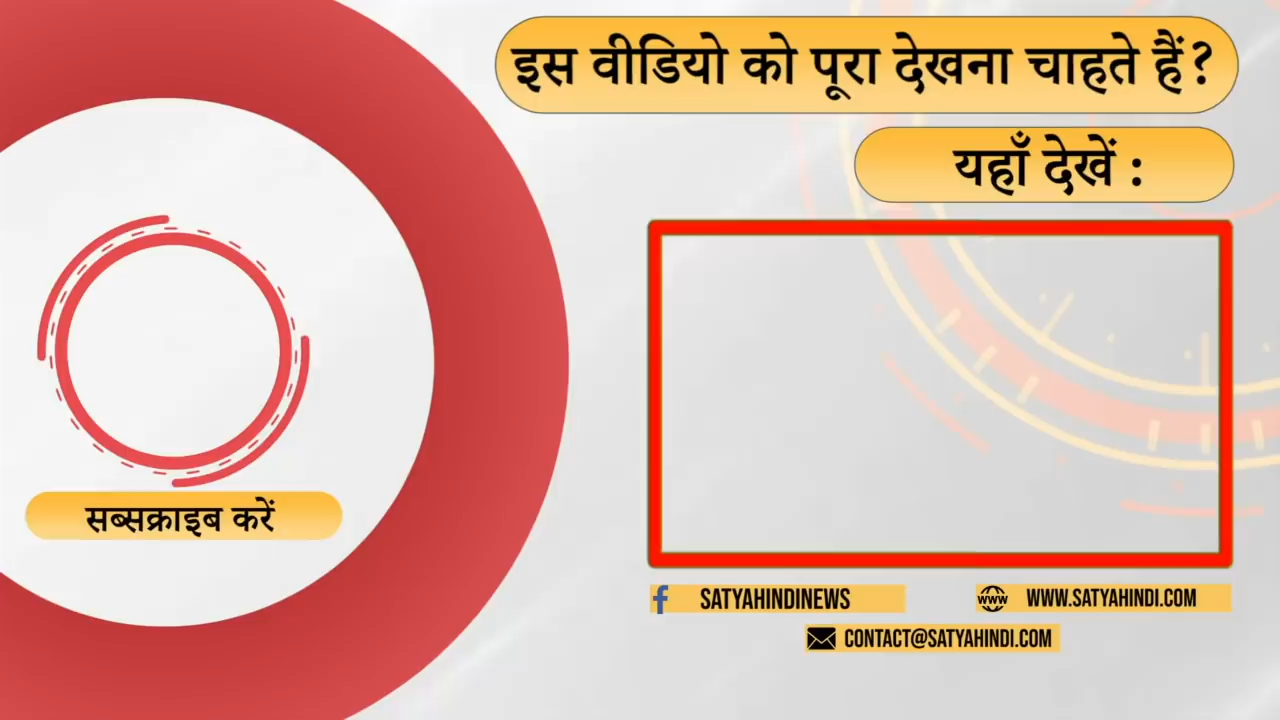 इस वीडियो को पूरा देखना चाहते हैं?
यहाँ देखें :
सब्सक्राइब करें
SATYAHINDINEWS
WWW.SATYAHINDI.COM
CONTACT@SATYAHINDI.COM